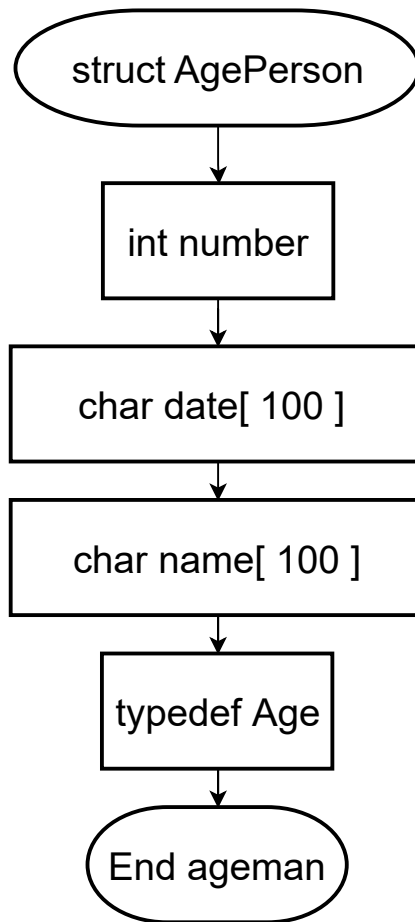 struct AgePerson
int number
char date[ 100 ]
char name[ 100 ]
typedef Age
End ageman